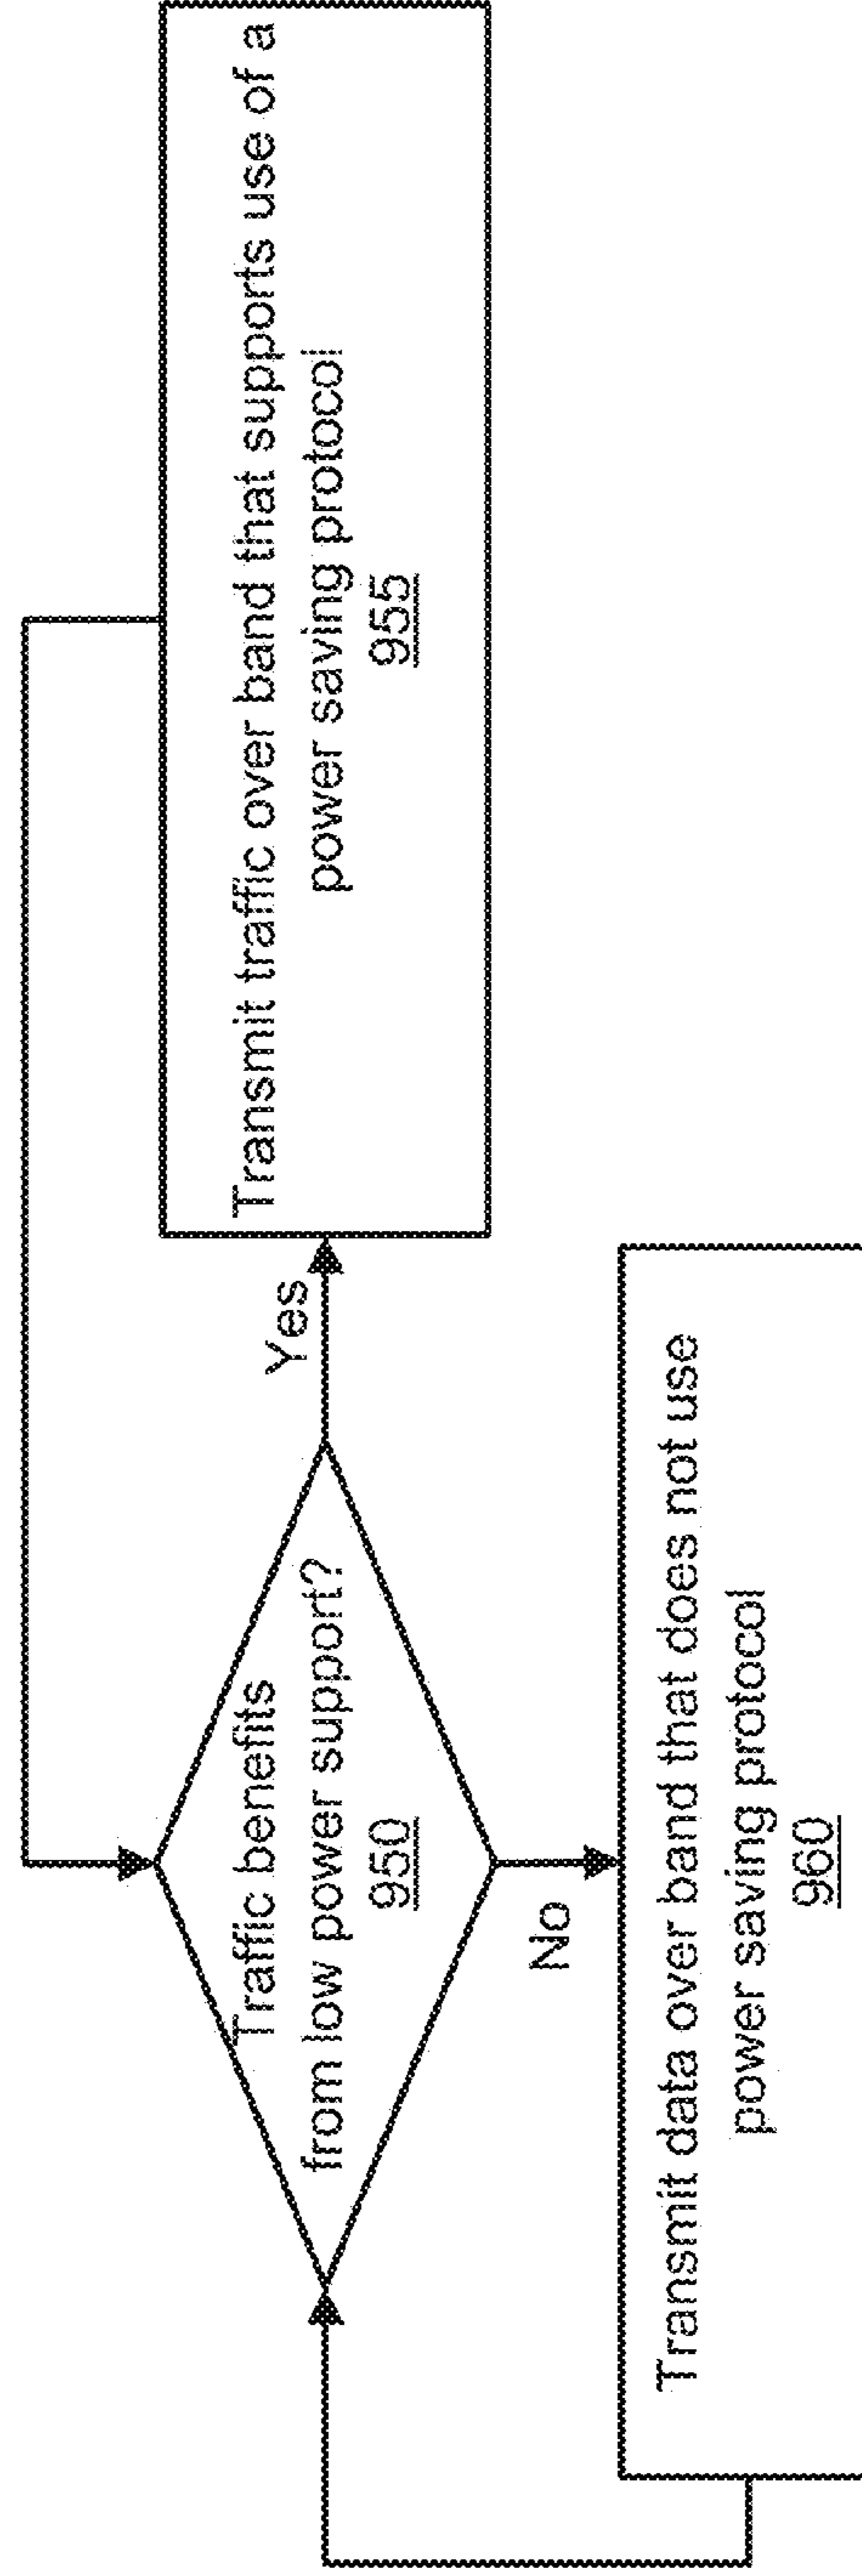 Traffic benefits
from low power support?
950
Yes
Transmit traffic over band that supports use of a
power saving protocol
955
No
Transmit data over band that does not use
power saving protocol
960